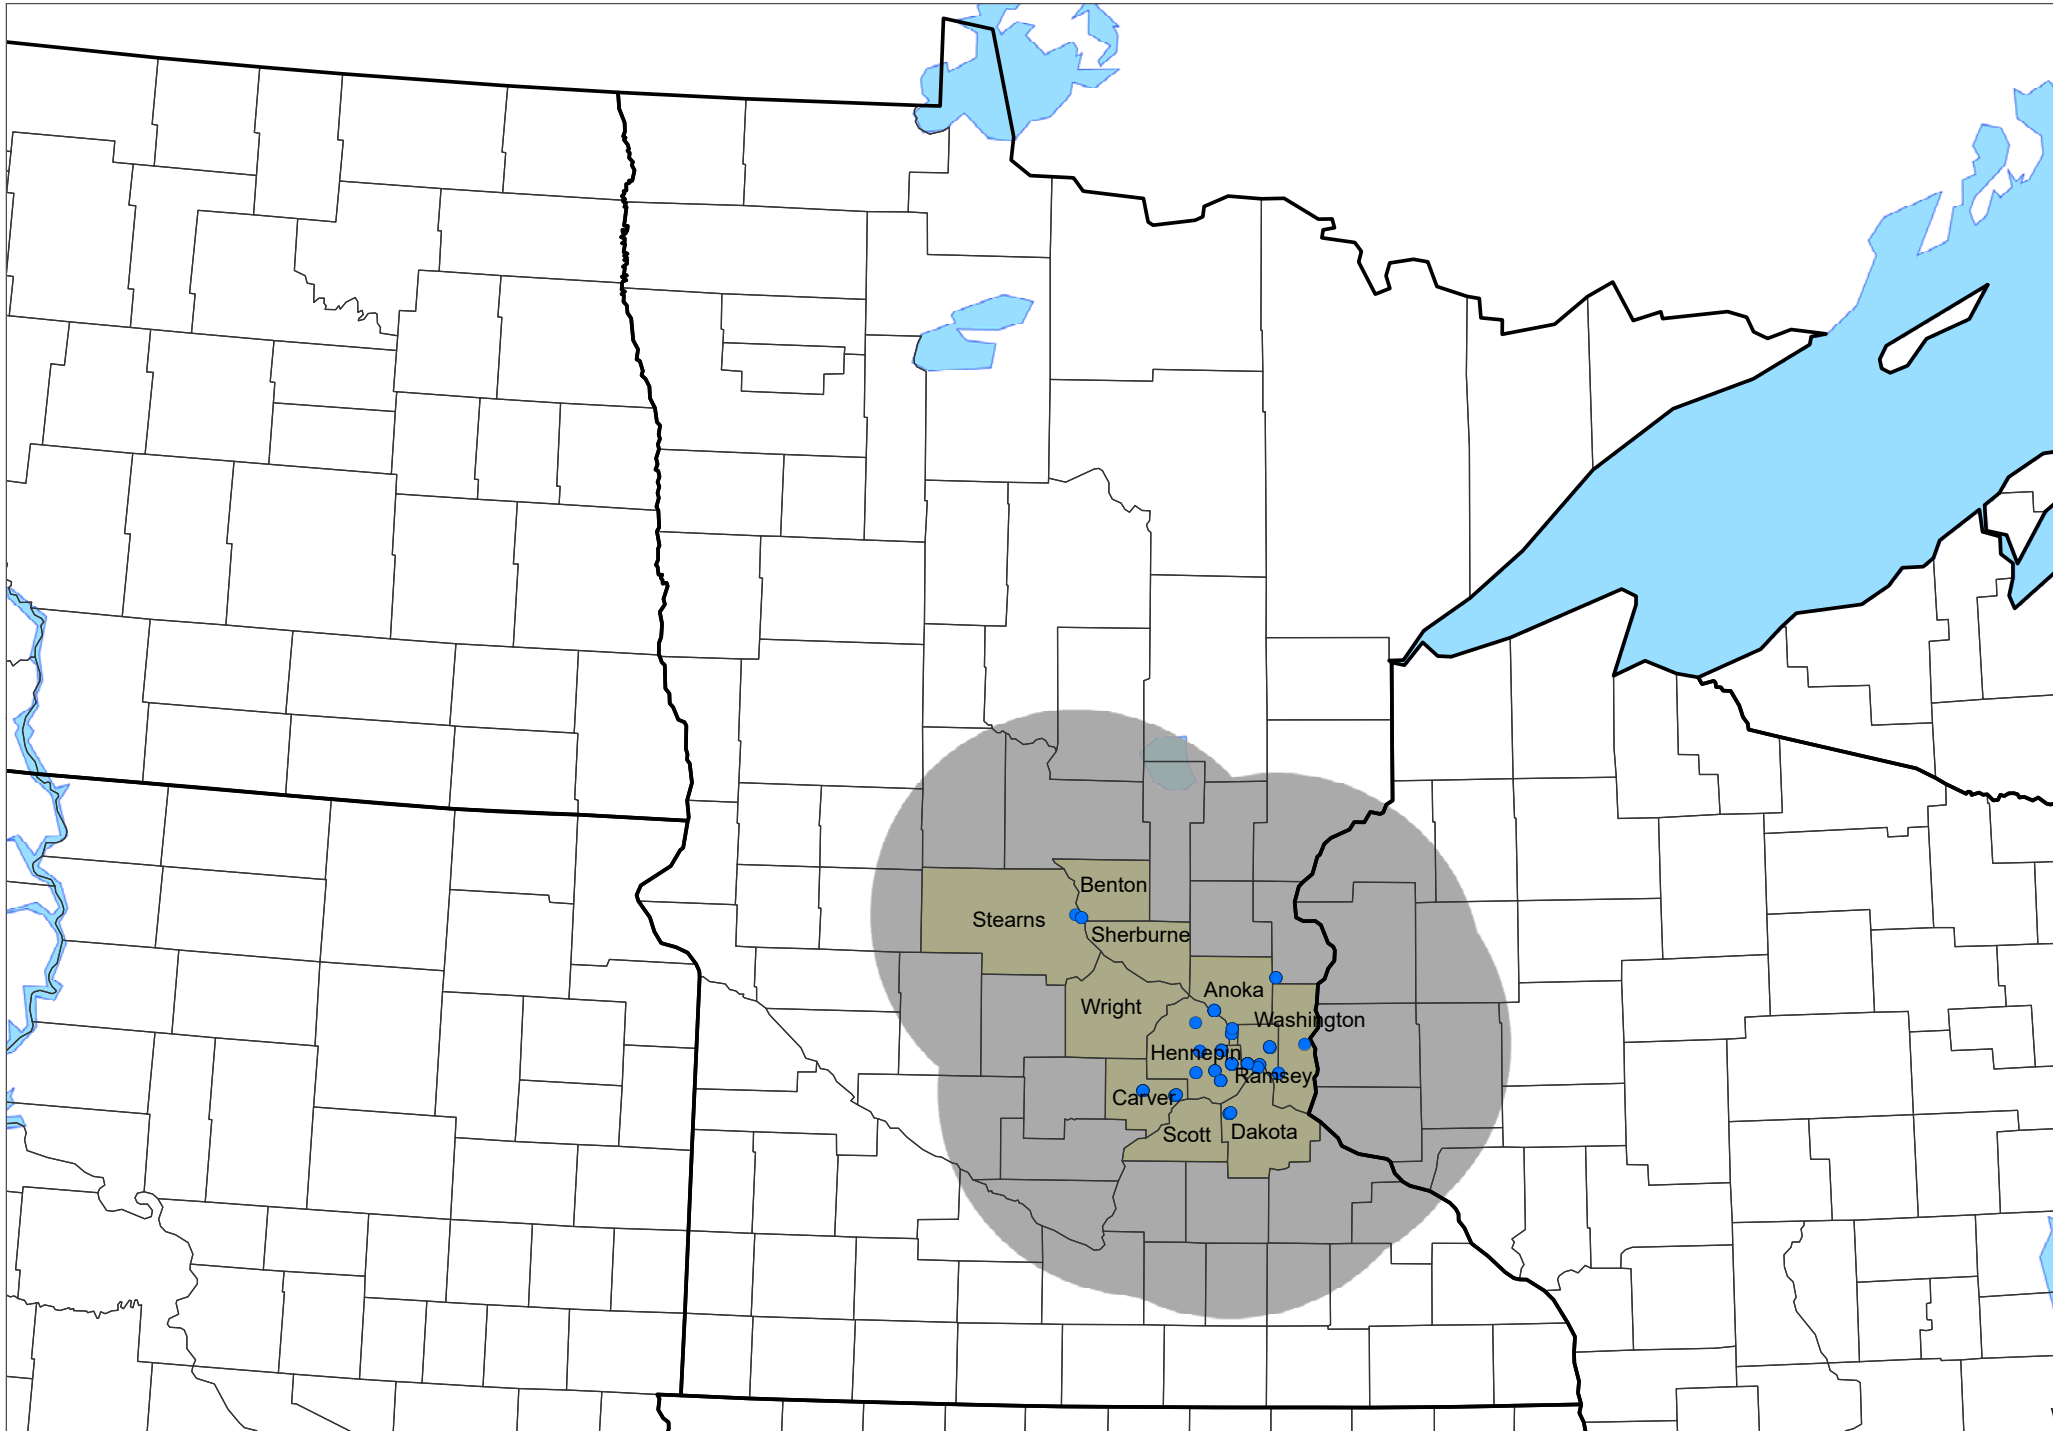 Benton
Stearns
Sherburne
Anoka
Wright
Washington
Hennepin
Ramsey
Carver
Scott
Dakota